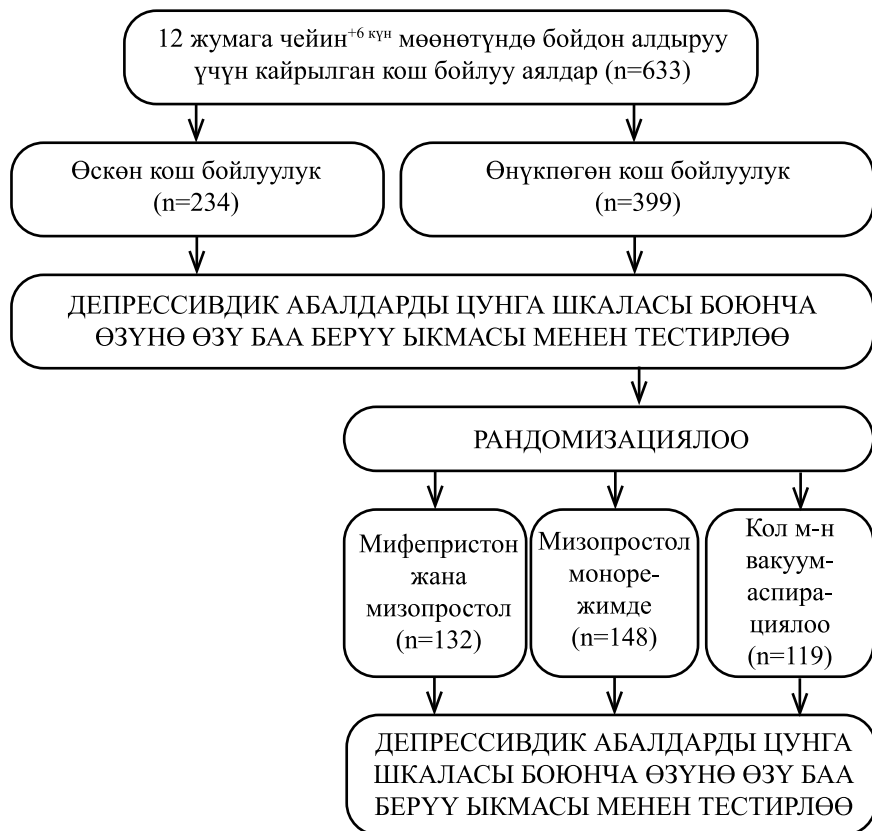 12 жумага чейин+6 күн мөөнөтүндө бойдон алдыруу
үчүн кайрылган кош бойлуу аялдар (n=633)
Өскөн кош бойлуулук
(n=234)
Өнүкпөгөн кош бойлуулук
(n=399)
ДЕПРЕССИВДИК АБАЛДАРДЫ ЦУНГА ШКАЛАСЫ БОЮНЧА
ӨЗҮНӨ ӨЗҮ БАА БЕРҮҮ ЫКМАСЫ МЕНЕН ТЕСТИРЛӨӨ
РАНДОМИЗАЦИЯЛОО
Мифепристон
жана
мизопростол
(n=132)
Мизопростол
моноре-
жимде
(n=148)
Кол м-н
вакуум-
аспира-
циялоо
(n=119)
ДЕПРЕССИВДИК АБАЛДАРДЫ ЦУНГА
ШКАЛАСЫ БОЮНЧА ӨЗҮНӨ ӨЗҮ БАА
БЕРҮҮ ЫКМАСЫ МЕНЕН ТЕСТИРЛӨӨ